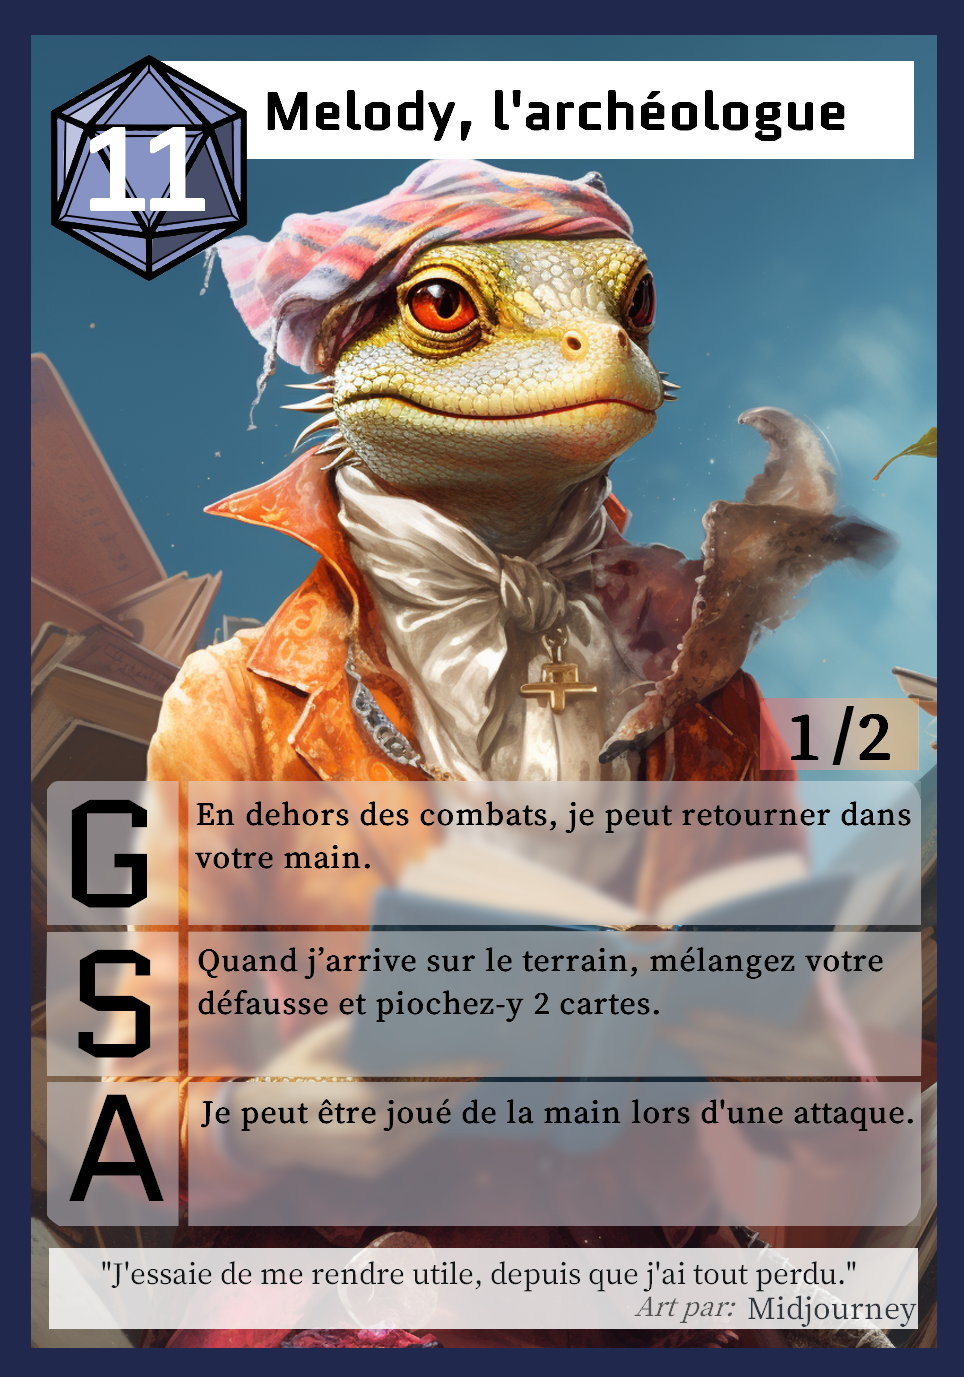 11
Melody, l'archéologue
1/2
G
En dehors des combats, je peut retourner dans
votre main.
S
Quand j’arrive sur le terrain, mélangez votre
défausse et piochez-y 2 cartes.
A
Je peut être joué de la main lors d'une attaque.
"J'essaie de me rendre utile, depuis que j'ai tout perdu."
Art par: Midjourney